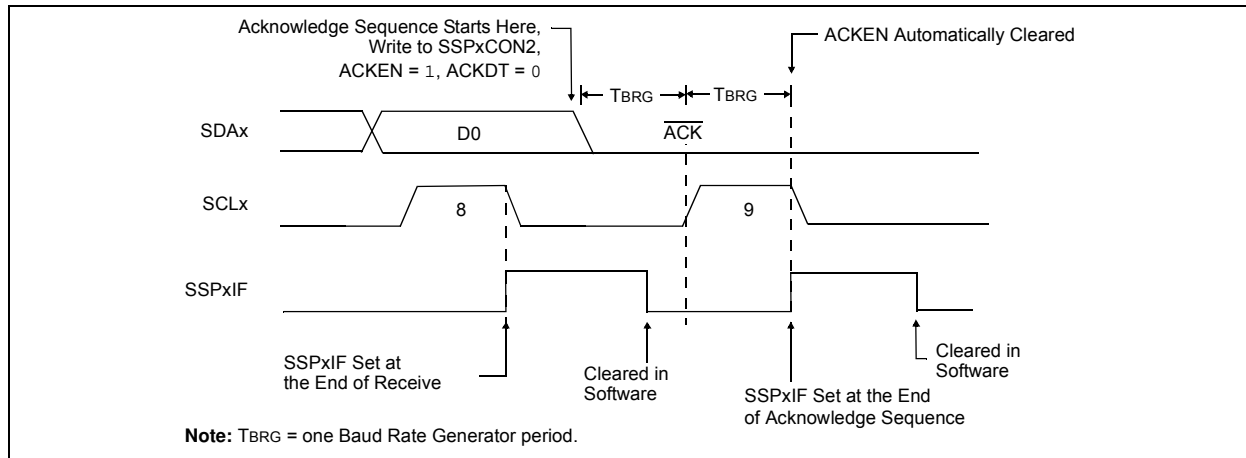 Acknowledge Sequence Starts Here,
Write to SSPxCON2,
ACKEN = 1, ACKDT = 0
ACKEN Automatically Cleared
TBRG
TBRG
SDAx
D0
ACK
SCLx
8
9
SSPxIF
SSPxIF Set at
the End of Receive
Cleared in
Software
SSPxIF Set at the End
of Acknowledge Sequence
Cleared in
Software
Note: TBRG = one Baud Rate Generator period.